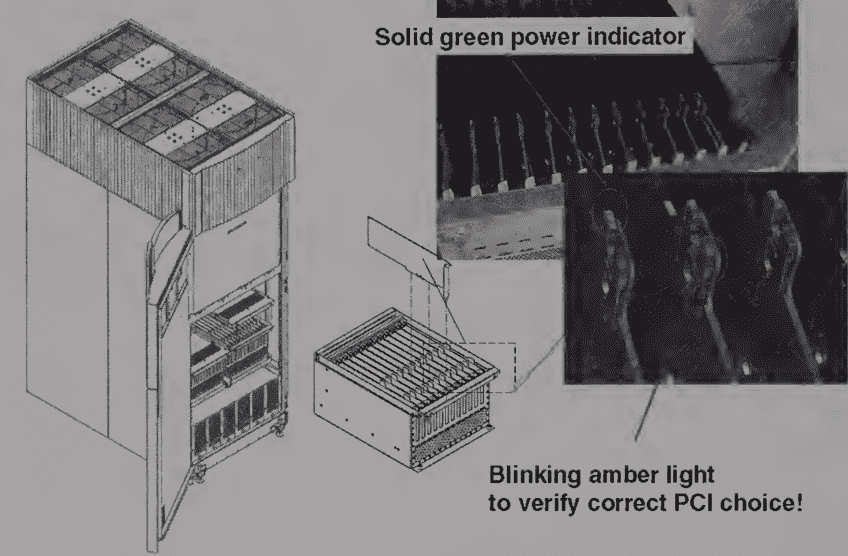 Solid green power indicator
Blinking amber light
to verify correct PCI choice!